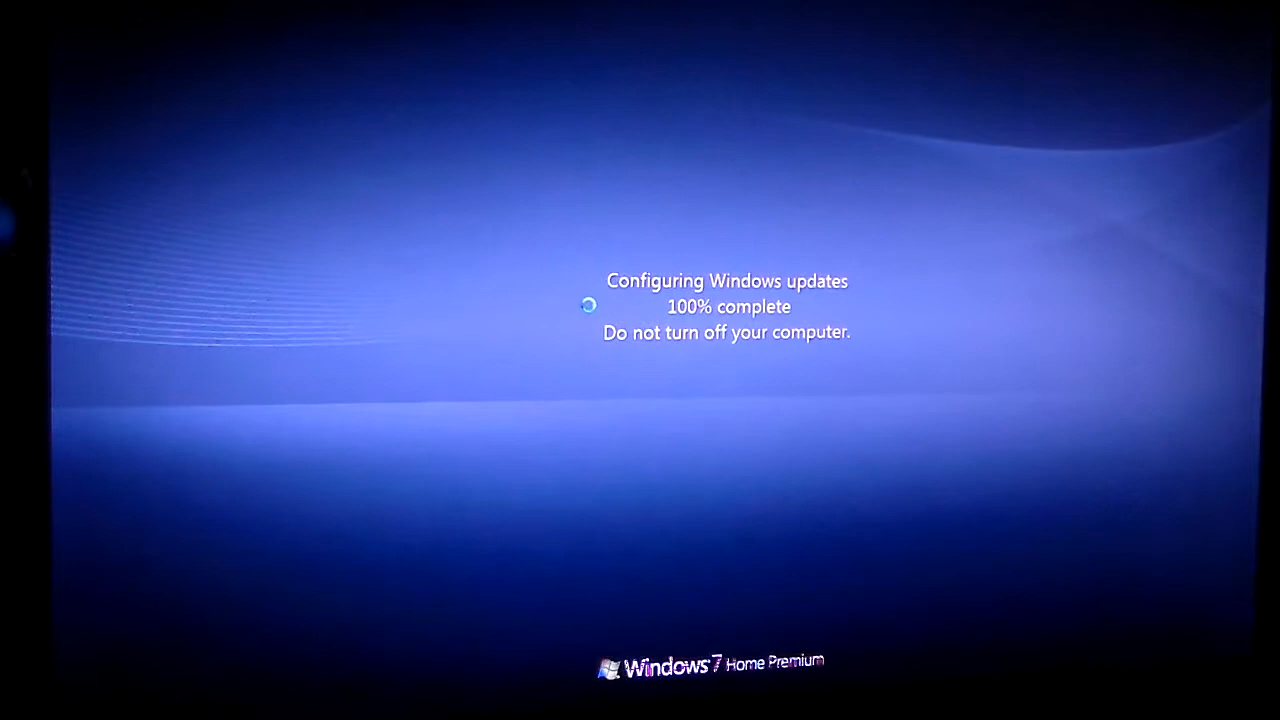 Configuring Windows updates
100% complete
Do not turn off your computer.
Windows 7 Home Premium